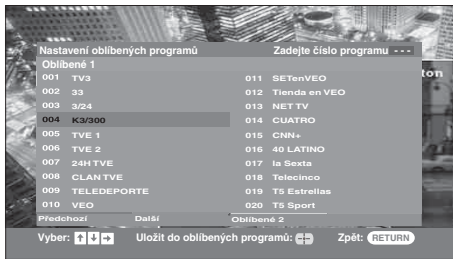 Nastavení oblíbených programů Zadejte číslo programu ---
Oblíbené 1
001 TV3
002 33
003 3/24
004 K3/300
005 TVE 1
006 TVE 2
007 24H TVE
008 CLAN TVE
009 TELEDEPORTE
010 VEO
011 SETenVEO
012 Tienda en VEO
013 NET TV
014 CUATRO
015 CNN+
016 40 LATINO
017 la Sexta
018 Telecinco
019 T5 Estrellas
020 T5 Sport
ton
Předchozí Další Oblíbené 2
Vyber: Uložit do oblíbených programů: Zpět: RETURN